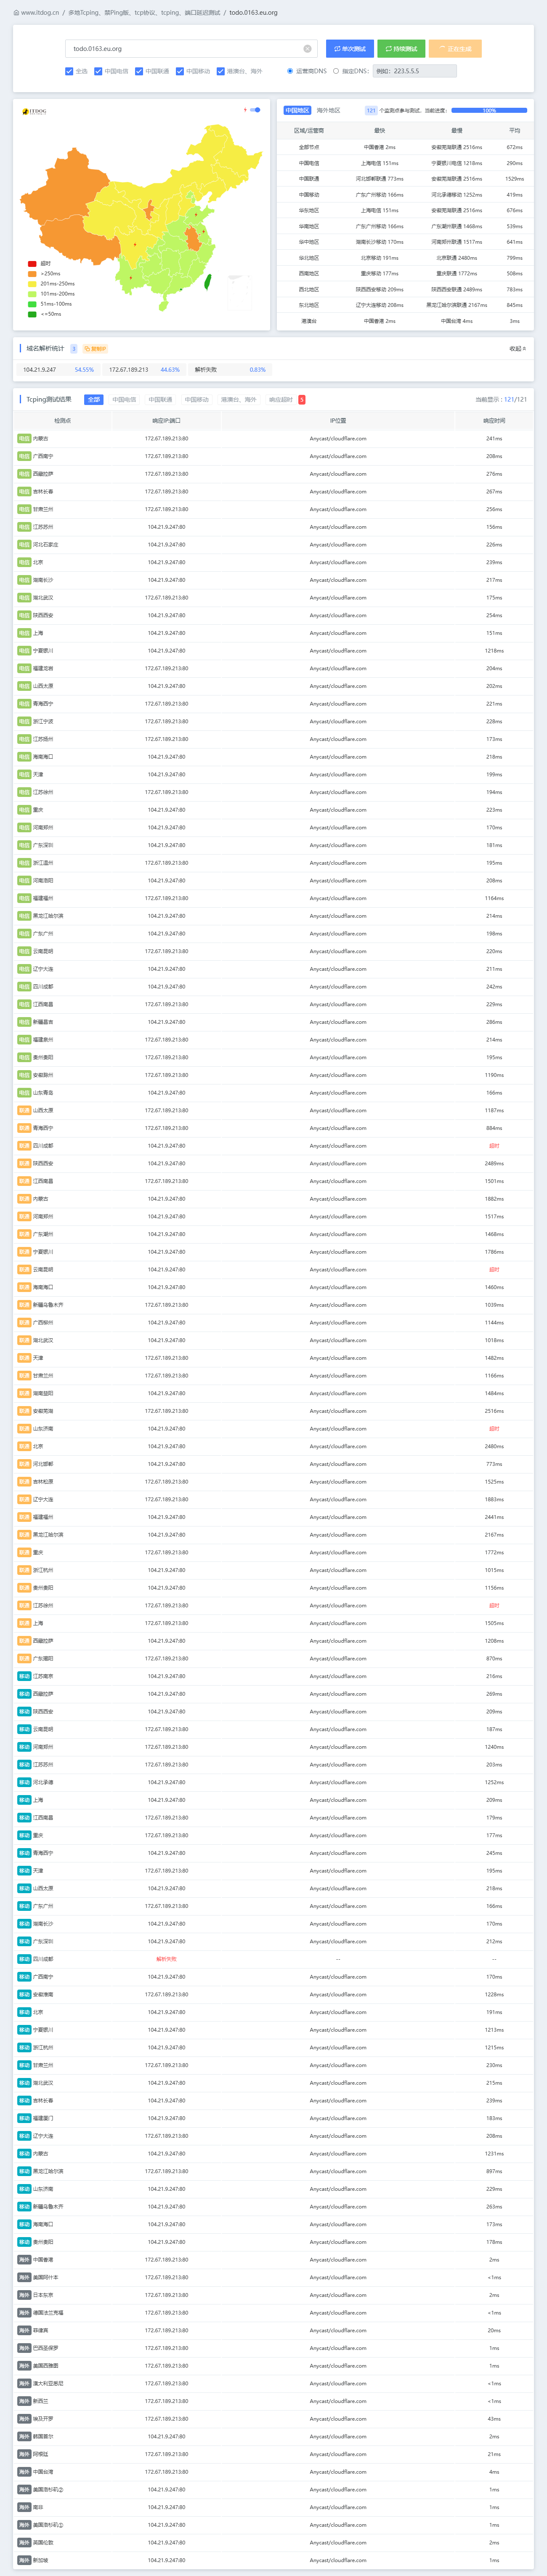 www.itdog.cn / 多地Tcping、禁Ping版、tcp协议、tcping、端口延迟测试 / todo.0163.eu.org
todo.0163.eu.org 单次测试 持续测试
全选 中国电信 中国联通 中国移动 港澳台、海外 运营商DNS 指定DNS： 例如：223.5.5.5
ITDOG
超时
>250ms
201ms-250ms
101ms-200ms
51ms-100ms
<=50ms
中国地区 海外地区 121 个监测点参与测试，当前进度： 100%
区域/运营商 最快 最慢 平均
全部节点 中国香港 2ms 安徽芜湖联通 2516ms 672ms
中国电信 上海电信 151ms 宁夏银川电信 1218ms 290ms
中国联通 河北邯郸联通 773ms 安徽芜湖联通 2516ms 1529ms
中国移动 广东广州移动 166ms 河北承德移动 1252ms 419ms
华东地区 上海电信 151ms 安徽芜湖联通 2516ms 676ms
华南地区 广东广州移动 166ms 广东潮州联通 1468ms 539ms
华中地区 湖南长沙移动 170ms 河南郑州联通 1517ms 641ms
华北地区 北京移动 191ms 北京联通 2480ms 799ms
西南地区 重庆移动 177ms 重庆联通 1772ms 508ms
西北地区 陕西西安移动 209ms 陕西西安联通 2489ms 783ms
东北地区 辽宁大连移动 208ms 黑龙江哈尔滨联通 2167ms 845ms
港澳台 中国香港 2ms 中国台湾 4ms 3ms
域名解析统计 3 复制IP 收起
104.21.9.247 54.55% 172.67.189.213 44.63% 解析失败 0.83%
Tcping测试结果 全部 中国电信 中国联通 中国移动 港澳台、海外 响应超时 5 当前显示：121/121
检测点 响应IP:端口 IP位置 响应时间
电信 内蒙古 172.67.189.213:80 Anycast/cloudflare.com 241ms
电信 广西南宁 172.67.189.213:80 Anycast/cloudflare.com 208ms
电信 西藏拉萨 172.67.189.213:80 Anycast/cloudflare.com 276ms
电信 吉林长春 172.67.189.213:80 Anycast/cloudflare.com 267ms
电信 甘肃兰州 172.67.189.213:80 Anycast/cloudflare.com 256ms
电信 江苏苏州 104.21.9.247:80 Anycast/cloudflare.com 156ms
电信 河北石家庄 104.21.9.247:80 Anycast/cloudflare.com 226ms
电信 北京 104.21.9.247:80 Anycast/cloudflare.com 239ms
电信 湖南长沙 104.21.9.247:80 Anycast/cloudflare.com 217ms
电信 湖北武汉 172.67.189.213:80 Anycast/cloudflare.com 175ms
电信 陕西西安 104.21.9.247:80 Anycast/cloudflare.com 254ms
电信 上海 104.21.9.247:80 Anycast/cloudflare.com 151ms
电信 宁夏银川 104.21.9.247:80 Anycast/cloudflare.com 1218ms
电信 福建龙岩 172.67.189.213:80 Anycast/cloudflare.com 204ms
电信 山西太原 104.21.9.247:80 Anycast/cloudflare.com 202ms
电信 青海西宁 172.67.189.213:80 Anycast/cloudflare.com 221ms
电信 浙江宁波 172.67.189.213:80 Anycast/cloudflare.com 228ms
电信 江苏扬州 172.67.189.213:80 Anycast/cloudflare.com 173ms
电信 海南海口 104.21.9.247:80 Anycast/cloudflare.com 218ms
电信 天津 104.21.9.247:80 Anycast/cloudflare.com 199ms
电信 江苏徐州 104.21.9.247:80 Anycast/cloudflare.com 194ms
电信 重庆 104.21.9.247:80 Anycast/cloudflare.com 223ms
电信 河南郑州 104.21.9.247:80 Anycast/cloudflare.com 170ms
电信 广东深圳 104.21.9.247:80 Anycast/cloudflare.com 181ms
电信 浙江温州 172.67.189.213:80 Anycast/cloudflare.com 195ms
电信 河南洛阳 104.21.9.247:80 Anycast/cloudflare.com 208ms
电信 福建福州 172.67.189.213:80 Anycast/cloudflare.com 1164ms
电信 黑龙江哈尔滨 104.21.9.247:80 Anycast/cloudflare.com 214ms
电信 广东广州 104.21.9.247:80 Anycast/cloudflare.com 198ms
电信 云南昆明 172.67.189.213:80 Anycast/cloudflare.com 220ms
电信 辽宁大连 104.21.9.247:80 Anycast/cloudflare.com 211ms
电信 四川成都 104.21.9.247:80 Anycast/cloudflare.com 242ms
电信 江西南昌 172.67.189.213:80 Anycast/cloudflare.com 229ms
电信 新疆昌吉 104.21.9.247:80 Anycast/cloudflare.com 286ms
电信 福建泉州 172.67.189.213:80 Anycast/cloudflare.com 214ms
电信 贵州贵阳 172.67.189.213:80 Anycast/cloudflare.com 195ms
电信 安徽滁州 172.67.189.213:80 Anycast/cloudflare.com 1190ms
电信 山东青岛 104.21.9.247:80 Anycast/cloudflare.com 166ms
联通 山西太原 172.67.189.213:80 Anycast/cloudflare.com 1187ms
联通 青海西宁 172.67.189.213:80 Anycast/cloudflare.com 884ms
联通 四川成都 104.21.9.247:80 Anycast/cloudflare.com 超时
联通 陕西西安 104.21.9.247:80 Anycast/cloudflare.com 2489ms
联通 江西南昌 172.67.189.213:80 Anycast/cloudflare.com 1501ms
联通 内蒙古 104.21.9.247:80 Anycast/cloudflare.com 1882ms
联通 河南郑州 104.21.9.247:80 Anycast/cloudflare.com 1517ms
联通 广东潮州 104.21.9.247:80 Anycast/cloudflare.com 1468ms
联通 宁夏银川 104.21.9.247:80 Anycast/cloudflare.com 1786ms
联通 云南昆明 104.21.9.247:80 Anycast/cloudflare.com 超时
联通 海南海口 104.21.9.247:80 Anycast/cloudflare.com 1460ms
联通 新疆乌鲁木齐 172.67.189.213:80 Anycast/cloudflare.com 1039ms
联通 广西柳州 104.21.9.247:80 Anycast/cloudflare.com 1144ms
联通 湖北武汉 104.21.9.247:80 Anycast/cloudflare.com 1018ms
联通 天津 172.67.189.213:80 Anycast/cloudflare.com 1482ms
联通 甘肃兰州 172.67.189.213:80 Anycast/cloudflare.com 1166ms
联通 湖南益阳 104.21.9.247:80 Anycast/cloudflare.com 1484ms
联通 安徽芜湖 172.67.189.213:80 Anycast/cloudflare.com 2516ms
联通 山东济南 104.21.9.247:80 Anycast/cloudflare.com 超时
联通 北京 104.21.9.247:80 Anycast/cloudflare.com 2480ms
联通 河北邯郸 104.21.9.247:80 Anycast/cloudflare.com 773ms
联通 吉林松原 172.67.189.213:80 Anycast/cloudflare.com 1525ms
联通 辽宁大连 172.67.189.213:80 Anycast/cloudflare.com 1883ms
联通 福建福州 104.21.9.247:80 Anycast/cloudflare.com 2441ms
联通 黑龙江哈尔滨 104.21.9.247:80 Anycast/cloudflare.com 2167ms
联通 重庆 172.67.189.213:80 Anycast/cloudflare.com 1772ms
联通 浙江杭州 104.21.9.247:80 Anycast/cloudflare.com 1015ms
联通 贵州贵阳 104.21.9.247:80 Anycast/cloudflare.com 1156ms
联通 江苏徐州 172.67.189.213:80 Anycast/cloudflare.com 超时
联通 上海 172.67.189.213:80 Anycast/cloudflare.com 1505ms
联通 西藏拉萨 104.21.9.247:80 Anycast/cloudflare.com 1208ms
联通 广东揭阳 172.67.189.213:80 Anycast/cloudflare.com 870ms
移动 江苏南京 104.21.9.247:80 Anycast/cloudflare.com 216ms
移动 西藏拉萨 172.67.189.213:80 Anycast/cloudflare.com 269ms
移动 陕西西安 104.21.9.247:80 Anycast/cloudflare.com 209ms
移动 云南昆明 172.67.189.213:80 Anycast/cloudflare.com 187ms
移动 河南郑州 172.67.189.213:80 Anycast/cloudflare.com 1240ms
移动 江苏苏州 104.21.9.247:80 Anycast/cloudflare.com 203ms
移动 河北承德 104.21.9.247:80 Anycast/cloudflare.com 1252ms
移动 上海 104.21.9.247:80 Anycast/cloudflare.com 209ms
移动 江西南昌 104.21.9.247:80 Anycast/cloudflare.com 179ms
移动 重庆 172.67.189.213:80 Anycast/cloudflare.com 177ms
移动 青海西宁 172.67.189.213:80 Anycast/cloudflare.com 245ms
移动 天津 172.67.189.213:80 Anycast/cloudflare.com 195ms
移动 山西太原 104.21.9.247:80 Anycast/cloudflare.com 218ms
移动 广东广州 172.67.189.213:80 Anycast/cloudflare.com 166ms
移动 湖南长沙 104.21.9.247:80 Anycast/cloudflare.com 170ms
移动 广东深圳 104.21.9.247:80 Anycast/cloudflare.com 212ms
移动 四川成都 解析失败 -- --
移动 广西南宁 104.21.9.247:80 Anycast/cloudflare.com 170ms
移动 安徽淮南 172.67.189.213:80 Anycast/cloudflare.com 1228ms
移动 北京 104.21.9.247:80 Anycast/cloudflare.com 191ms
移动 宁夏银川 104.21.9.247:80 Anycast/cloudflare.com 1213ms
移动 浙江杭州 104.21.9.247:80 Anycast/cloudflare.com 1215ms
移动 甘肃兰州 172.67.189.213:80 Anycast/cloudflare.com 230ms
移动 湖北武汉 104.21.9.247:80 Anycast/cloudflare.com 215ms
移动 吉林长春 104.21.9.247:80 Anycast/cloudflare.com 239ms
移动 福建厦门 104.21.9.247:80 Anycast/cloudflare.com 183ms
移动 辽宁大连 172.67.189.213:80 Anycast/cloudflare.com 208ms
移动 内蒙古 104.21.9.247:80 Anycast/cloudflare.com 1231ms
移动 黑龙江哈尔滨 172.67.189.213:80 Anycast/cloudflare.com 897ms
移动 山东济南 104.21.9.247:80 Anycast/cloudflare.com 229ms
移动 新疆乌鲁木齐 104.21.9.247:80 Anycast/cloudflare.com 263ms
移动 海南海口 104.21.9.247:80 Anycast/cloudflare.com 173ms
移动 贵州贵阳 104.21.9.247:80 Anycast/cloudflare.com 178ms
海外 中国香港 172.67.189.213:80 Anycast/cloudflare.com 2ms
海外 美国阿什本 172.67.189.213:80 Anycast/cloudflare.com <1ms
海外 日本东京 172.67.189.213:80 Anycast/cloudflare.com 2ms
海外 德国法兰克福 172.67.189.213:80 Anycast/cloudflare.com <1ms
海外 菲律宾 172.67.189.213:80 Anycast/cloudflare.com 20ms
海外 巴西圣保罗 172.67.189.213:80 Anycast/cloudflare.com 1ms
海外 美国西雅图 172.67.189.213:80 Anycast/cloudflare.com 1ms
海外 澳大利亚悉尼 172.67.189.213:80 Anycast/cloudflare.com <1ms
海外 新西兰 172.67.189.213:80 Anycast/cloudflare.com <1ms
海外 埃及开罗 172.67.189.213:80 Anycast/cloudflare.com 43ms
海外 韩国首尔 104.21.9.247:80 Anycast/cloudflare.com 2ms
海外 阿根廷 172.67.189.213:80 Anycast/cloudflare.com 21ms
海外 中国台湾 172.67.189.213:80 Anycast/cloudflare.com 4ms
海外 美国洛杉矶② 104.21.9.247:80 Anycast/cloudflare.com 1ms
海外 南非 104.21.9.247:80 Anycast/cloudflare.com 1ms
海外 美国洛杉矶① 104.21.9.247:80 Anycast/cloudflare.com 1ms
海外 英国伦敦 104.21.9.247:80 Anycast/cloudflare.com 2ms
海外 新加坡 104.21.9.247:80 Anycast/cloudflare.com 1ms